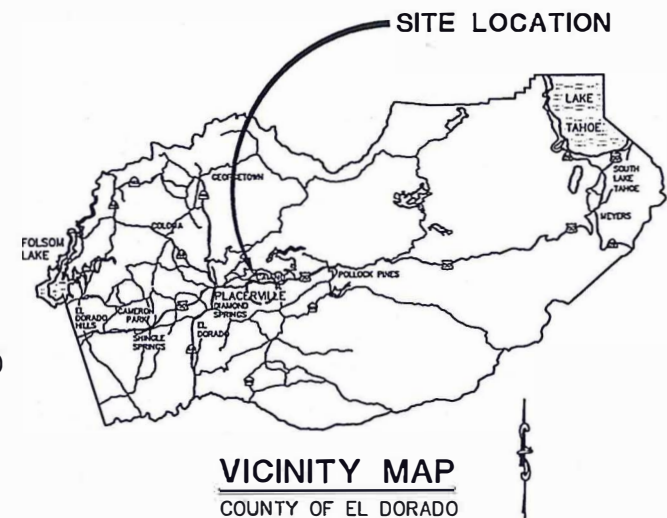 SITE LOCATION
LAKE
TAHOE
SOUTH
LAKE
TAHOE
MEYERS
GEORGETOWN
COLOMA
FOLSOM
LAKE
POLLOCK PINES
PLACERVILLE
DIAMOND
SPRINGS
EL
DORADO
HILLS
CAMERON
PARK
SHINGLE
SPRINGS
EL
DORADO
VICINITY MAP
COUNTY OF EL DORADO